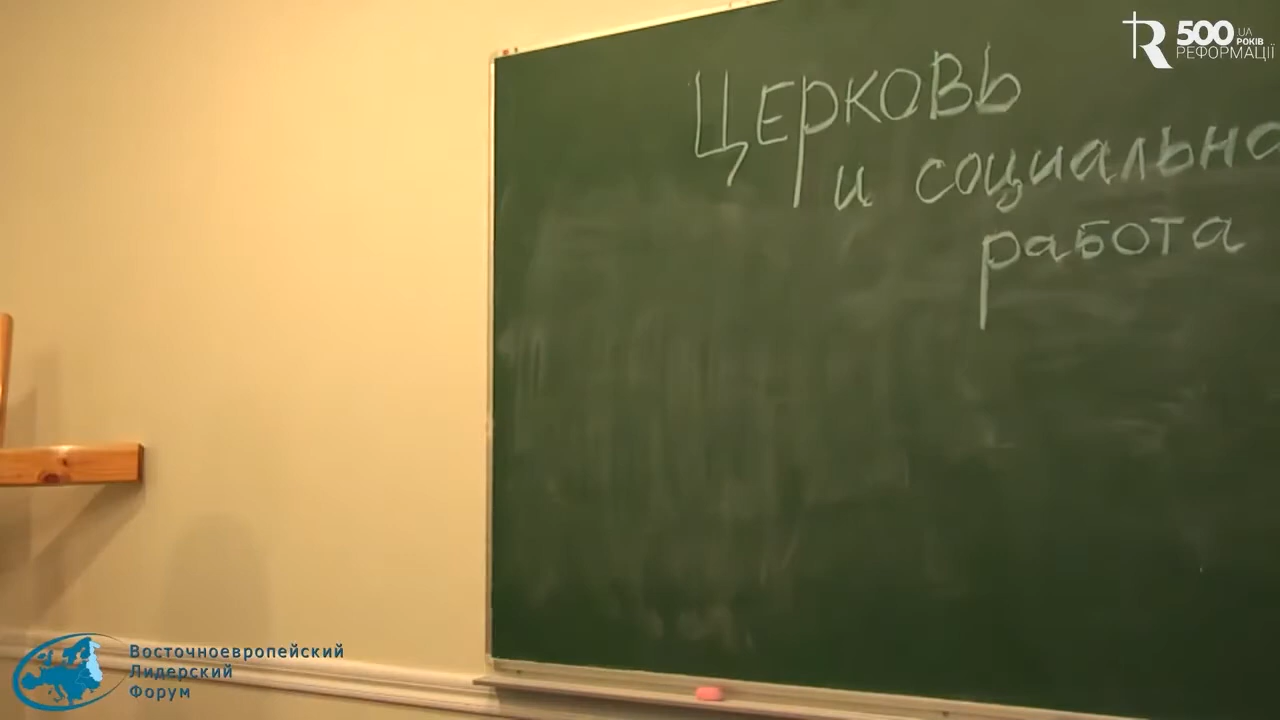 500 UA РОКІВ
РЕФОРМАЦІЇ
Церковь
и социальна
работа
Восточноевропейский
Лидерский
Форум